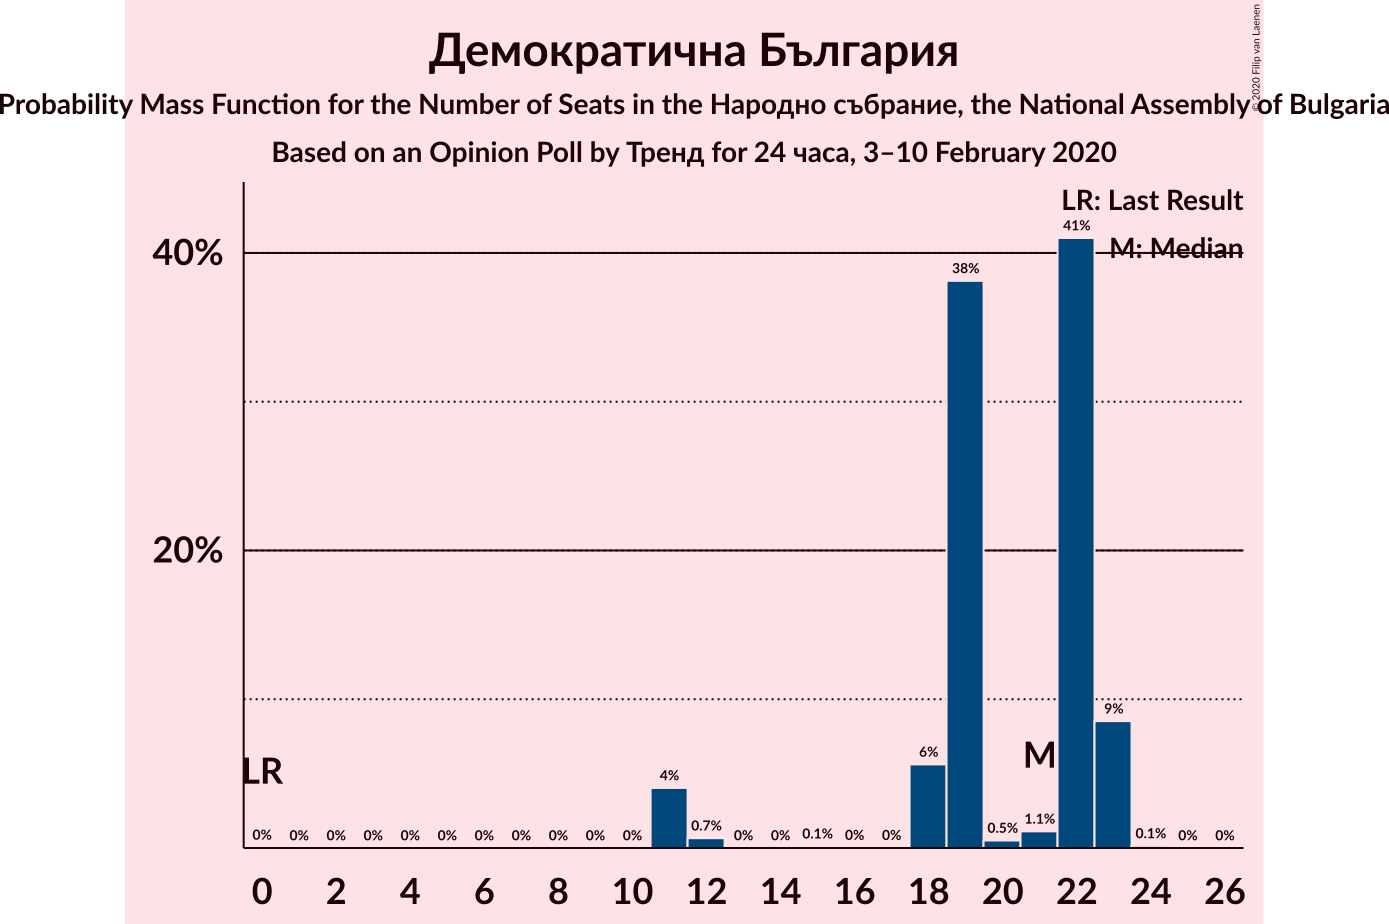 Демократична България
Probability Mass Function for the Number of Seats in the Народно събрание, the National Assembly of Bulgaria
Based on an Opinion Poll by Тренд for 24 часа, 3–10 February 2020
© 2020 Filip van Laenen
LR: Last Result
M: Median
40%
20%
41%
38%
9%
6%
4%
M
LR
0% 0% 0% 0% 0% 0% 0% 0% 0% 0% 0% 0.7% 0% 0% 0.1% 0% 0% 0.5% 1.1% 0.1% 0% 0%
0 2 4 6 8 10 12 14 16 18 20 22 24 26